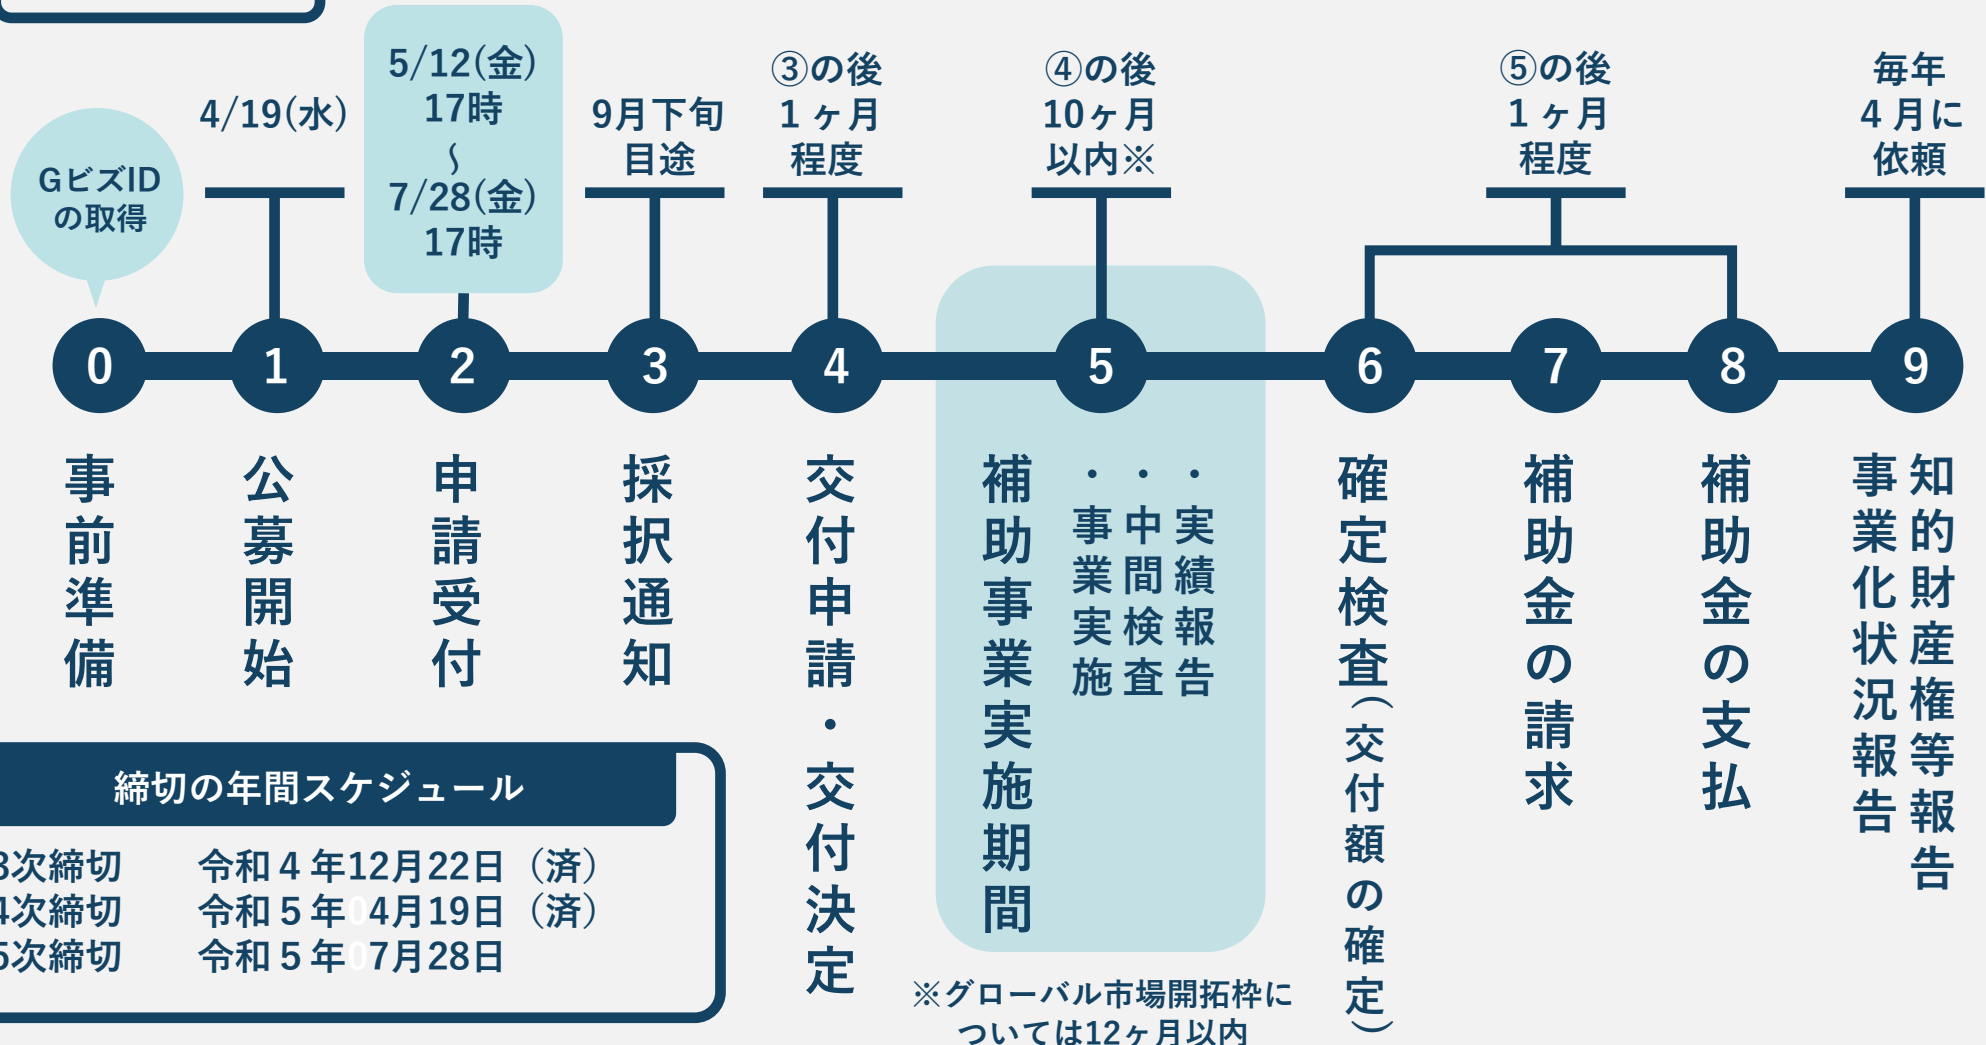 GビズID
の取得
4/19(水)
5/12(金)
17時
～
7/28(金)
17時
9月下旬
目途
③の後
1ヶ月
程度
④の後
10ヶ月
以内※
⑤の後
1ヶ月
程度
毎年
4月に
依頼
0
1
2
3
4
5
6
7
8
9
事前準備
公募開始
申請受付
採択通知
交付申請・交付決定
補助事業実施期間
・事業実施
・中間検査
・実績報告
確定検査（交付額の確定）
補助金の請求
補助金の支払
事業化状況報告
知的財産権等報告
※グローバル市場開拓枠に
ついては12ヶ月以内
締切の年間スケジュール
3次締切 令和4年12月22日（済）
4次締切 令和5年04月19日（済）
5次締切 令和5年07月28日